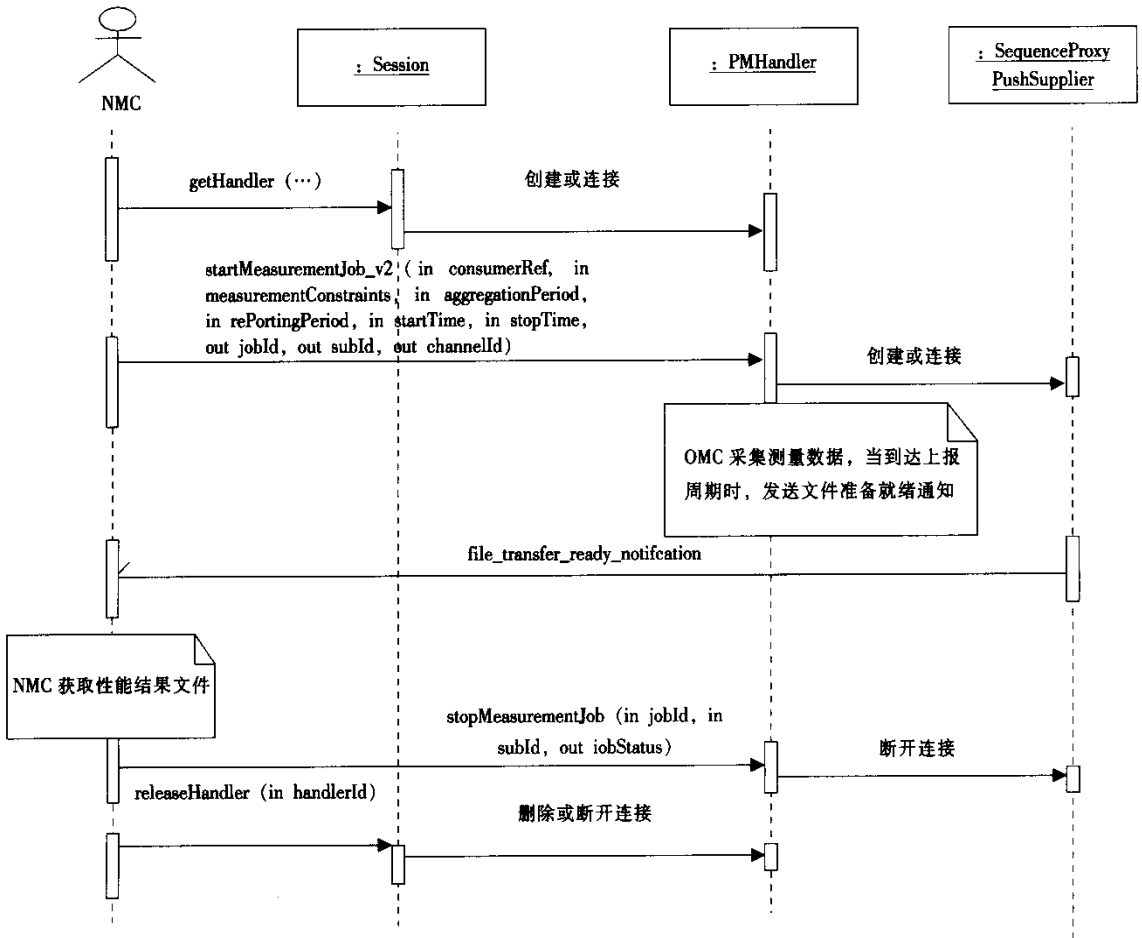 NMC
: Session
: PMHandler
: SequenceProxy
PushSupplier
getHandler (…)
创建或连接
startMeasurementJob_v2 ( in consumerRef, in
measurementConstraints, in aggregationPeriod,
in rePortingPeriod, in startTime, in stopTime,
out jobId, out subId, out channelId)
创建或连接
OMC 采集测量数据，当到达上报
周期时，发送文件准备就绪通知
file_transfer_ready_notifcation
NMC 获取性能结果文件
stopMeasurementJob (in jobId, in
subId, out iobStatus)
断开连接
releaseHandler (in handlerId)
删除或断开连接